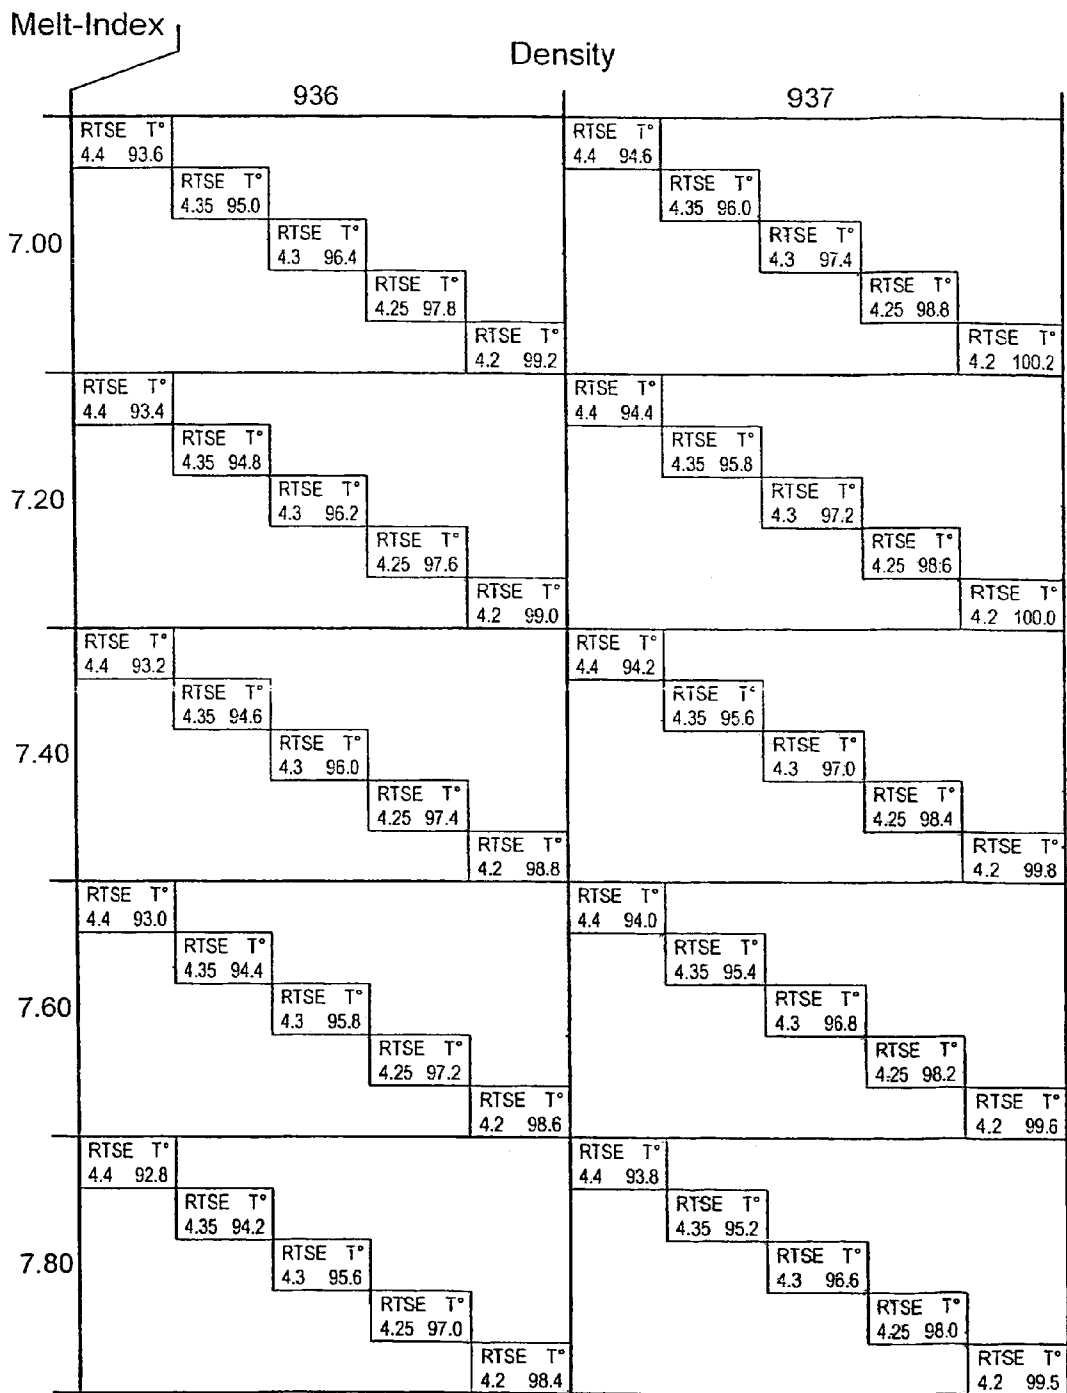 Melt-Index
Density
936 937
RTSE T° RTSE T°
4.4 93.6 4.4 94.6
RTSE T° RTSE T°
4.35 95.0 4.35 96.0
7.00
RTSE T° RTSE T°
4.3 96.4 4.3 97.4
RTSE T° RTSE T°
4.25 97.8 4.25 98.8
RTSE T° RTSE T°
4.2 99.2 4.2 100.2
RTSE T° RTSE T°
4.4 93.4 4.4 94.4
RTSE T° RTSE T°
4.35 94.8 4.35 95.8
7.20
RTSE T° RTSE T°
4.3 96.2 4.3 97.2
RTSE T° RTSE T°
4.25 97.6 4.25 98.6
RTSE T° RTSE T°
4.2 99.0 4.2 100.0
RTSE T° RTSE T°
4.4 93.2 4.4 94.2
RTSE T° RTSE T°
4.35 94.6 4.35 95.6
7.40
RTSE T° RTSE T°
4.3 96.0 4.3 97.0
RTSE T° RTSE T°
4.25 97.4 4.25 98.4
RTSE T° RTSE T°
4.2 98.8 4.2 99.8
RTSE T° RTSE T°
4.4 93.0 4.4 94.0
RTSE T° RTSE T°
4.35 94.4 4.35 95.4
7.60
RTSE T° RTSE T°
4.3 95.8 4.3 96.8
RTSE T° RTSE T°
4.25 97.2 4.25 98.2
RTSE T° RTSE T°
4.2 98.6 4.2 99.6
RTSE T° RTSE T°
4.4 92.8 4.4 93.8
RTSE T° RTSE T°
4.35 94.2 4.35 95.2
7.80
RTSE T° RTSE T°
4.3 95.6 4.3 96.6
RTSE T° RTSE T°
4.25 97.0 4.25 98.0
RTSE T° RTSE T°
4.2 98.4 4.2 99.5